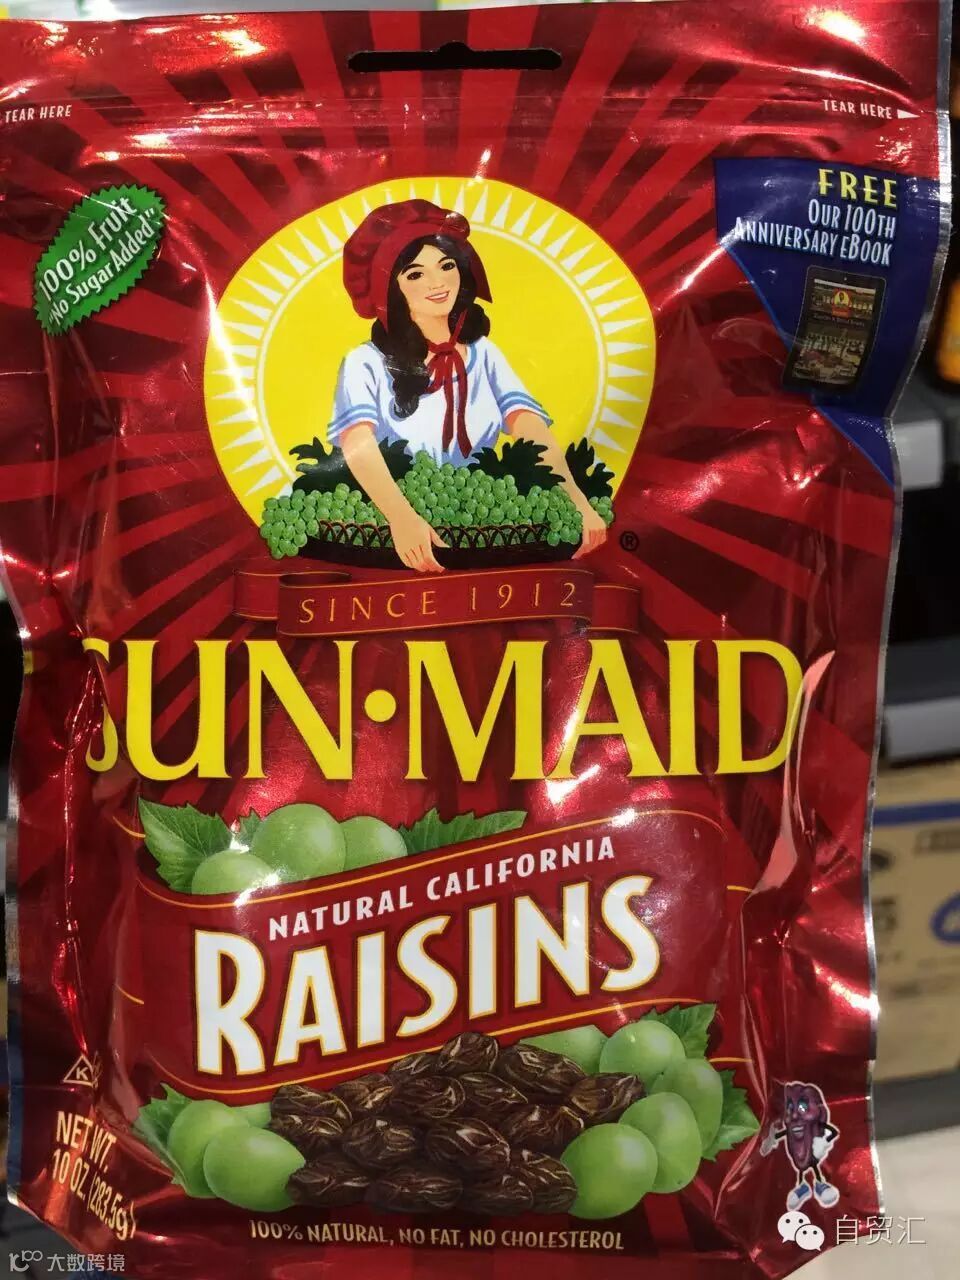 TEAR HERE
TEAR HERE
100% Fruit
"No Sugar Added"
FREE
OUR 100TH
ANNIVERSARY EBOOK
®
SINCE 1912
SUN·MAID
NATURAL CALIFORNIA
RAISINS
K
NET WT.
10 OZ. (283.5g)
100% NATURAL, NO FAT, NO CHOLESTEROL
自贸汇
大数跨境